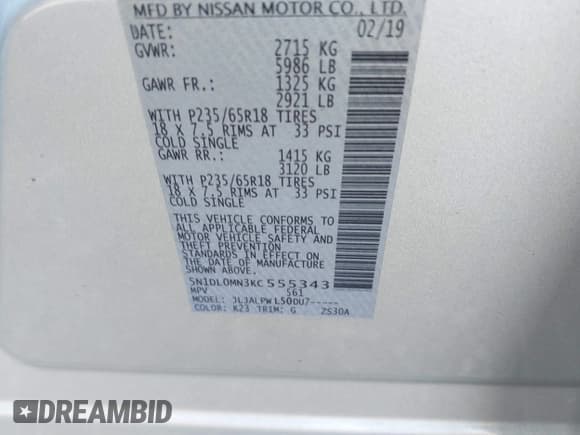 MFD BY NISSAN MOTOR CO., LTD.
DATE: 02/19
GVWR: 2715 KG
5986 LB
GAWR FR.: 1325 KG
2921 LB
WITH P235/65R18 TIRES
18 X 7.5 RIMS AT 33 PSI
COLD SINGLE
GAWR RR.: 1415 KG
3120 LB
WITH P235/65R18 TIRES
18 X 7.5 RIMS AT 33 PSI
COLD SINGLE
THIS VEHICLE CONFORMS TO
ALL APPLICABLE FEDERAL
MOTOR VEHICLE SAFETY AND
THEFT PREVENTION
STANDARDS IN EFFECT ON
THE DATE OF MANUFACTURE
SHOWN ABOVE.
5N1DL0MN3KC555343
MPV 561
MODEL: JLJALPWL50DU7-----
COLOR: K23 TRIM: G 2S30A
DREAMBID